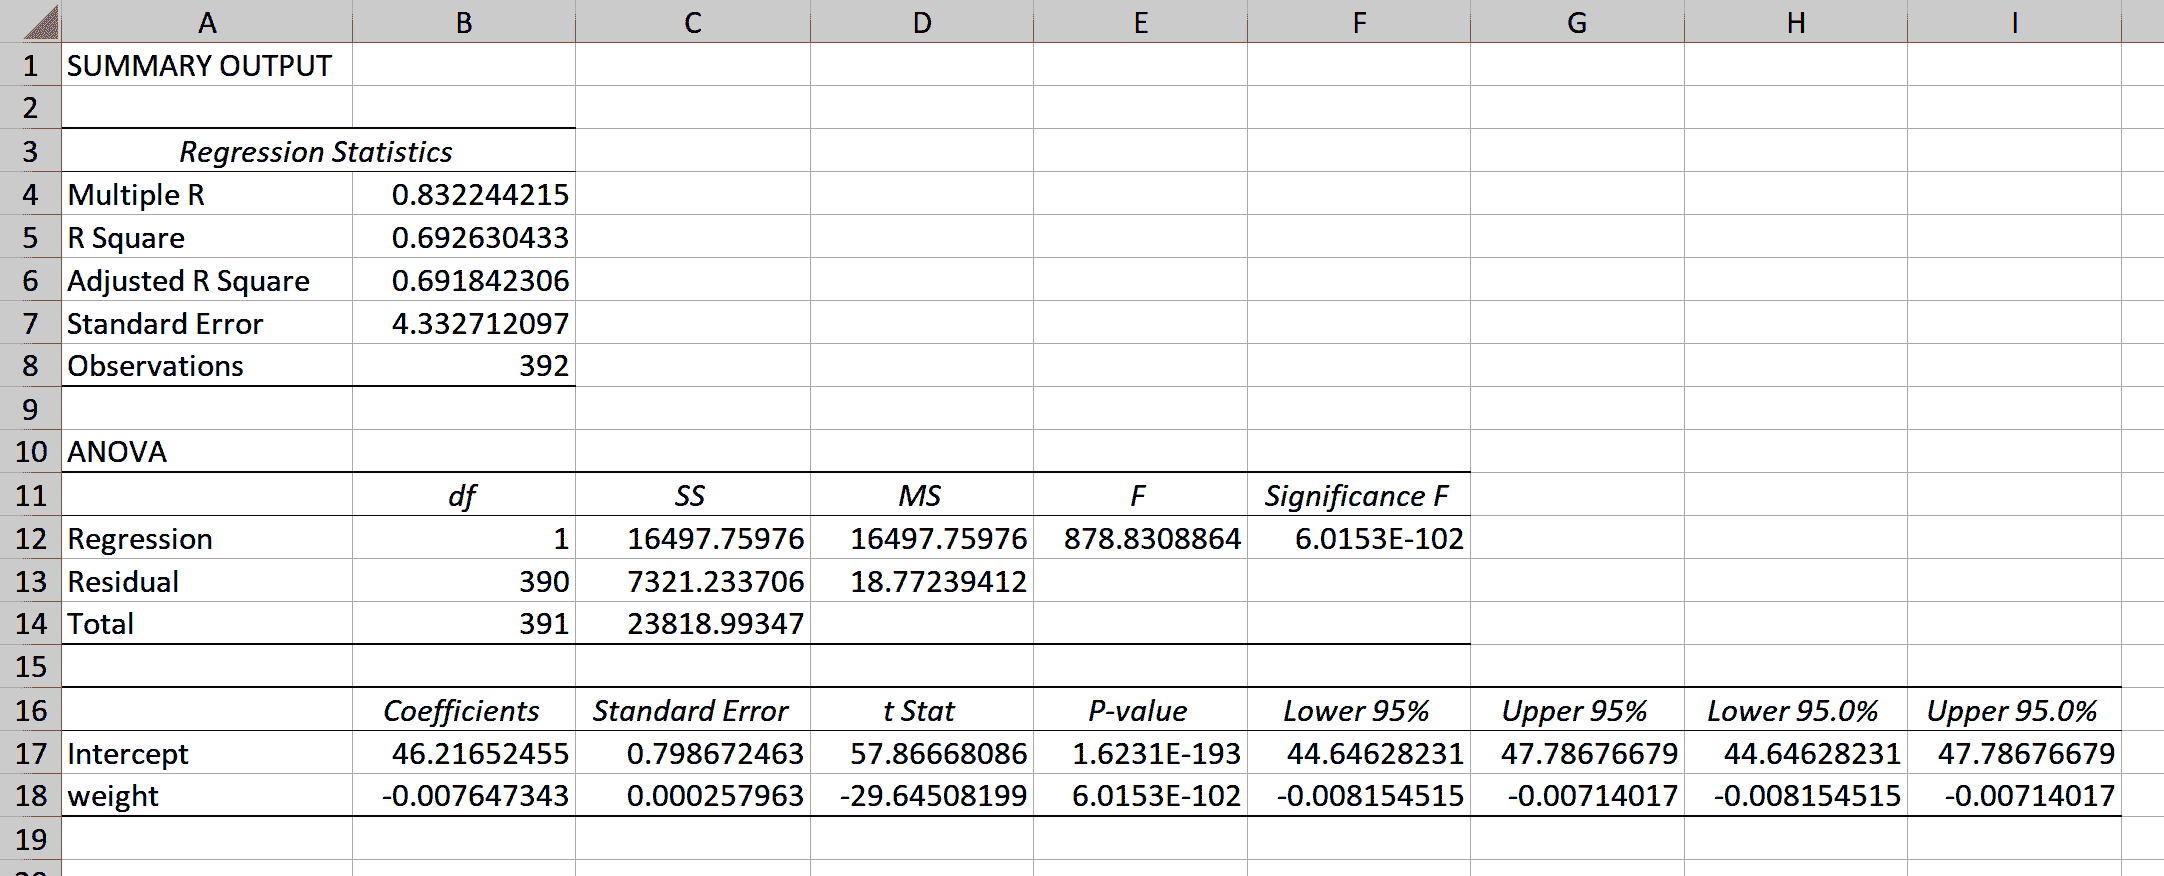 A B C D E F G H I
1 SUMMARY OUTPUT
2
3 Regression Statistics
4 Multiple R 0.832244215
5 R Square 0.692630433
6 Adjusted R Square 0.691842306
7 Standard Error 4.332712097
8 Observations 392
9
10 ANOVA
11 df SS MS F Significance F
12 Regression 1 16497.75976 16497.75976 878.8308864 6.0153E-102
13 Residual 390 7321.233706 18.77239412
14 Total 391 23818.99347
15
16 Coefficients Standard Error t Stat P-value Lower 95% Upper 95% Lower 95.0% Upper 95.0%
17 Intercept 46.21652455 0.798672463 57.86668086 1.6231E-193 44.64628231 47.78676679 44.64628231 47.78676679
18 weight -0.007647343 0.000257963 -29.64508199 6.0153E-102 -0.008154515 -0.00714017 -0.008154515 -0.00714017
19